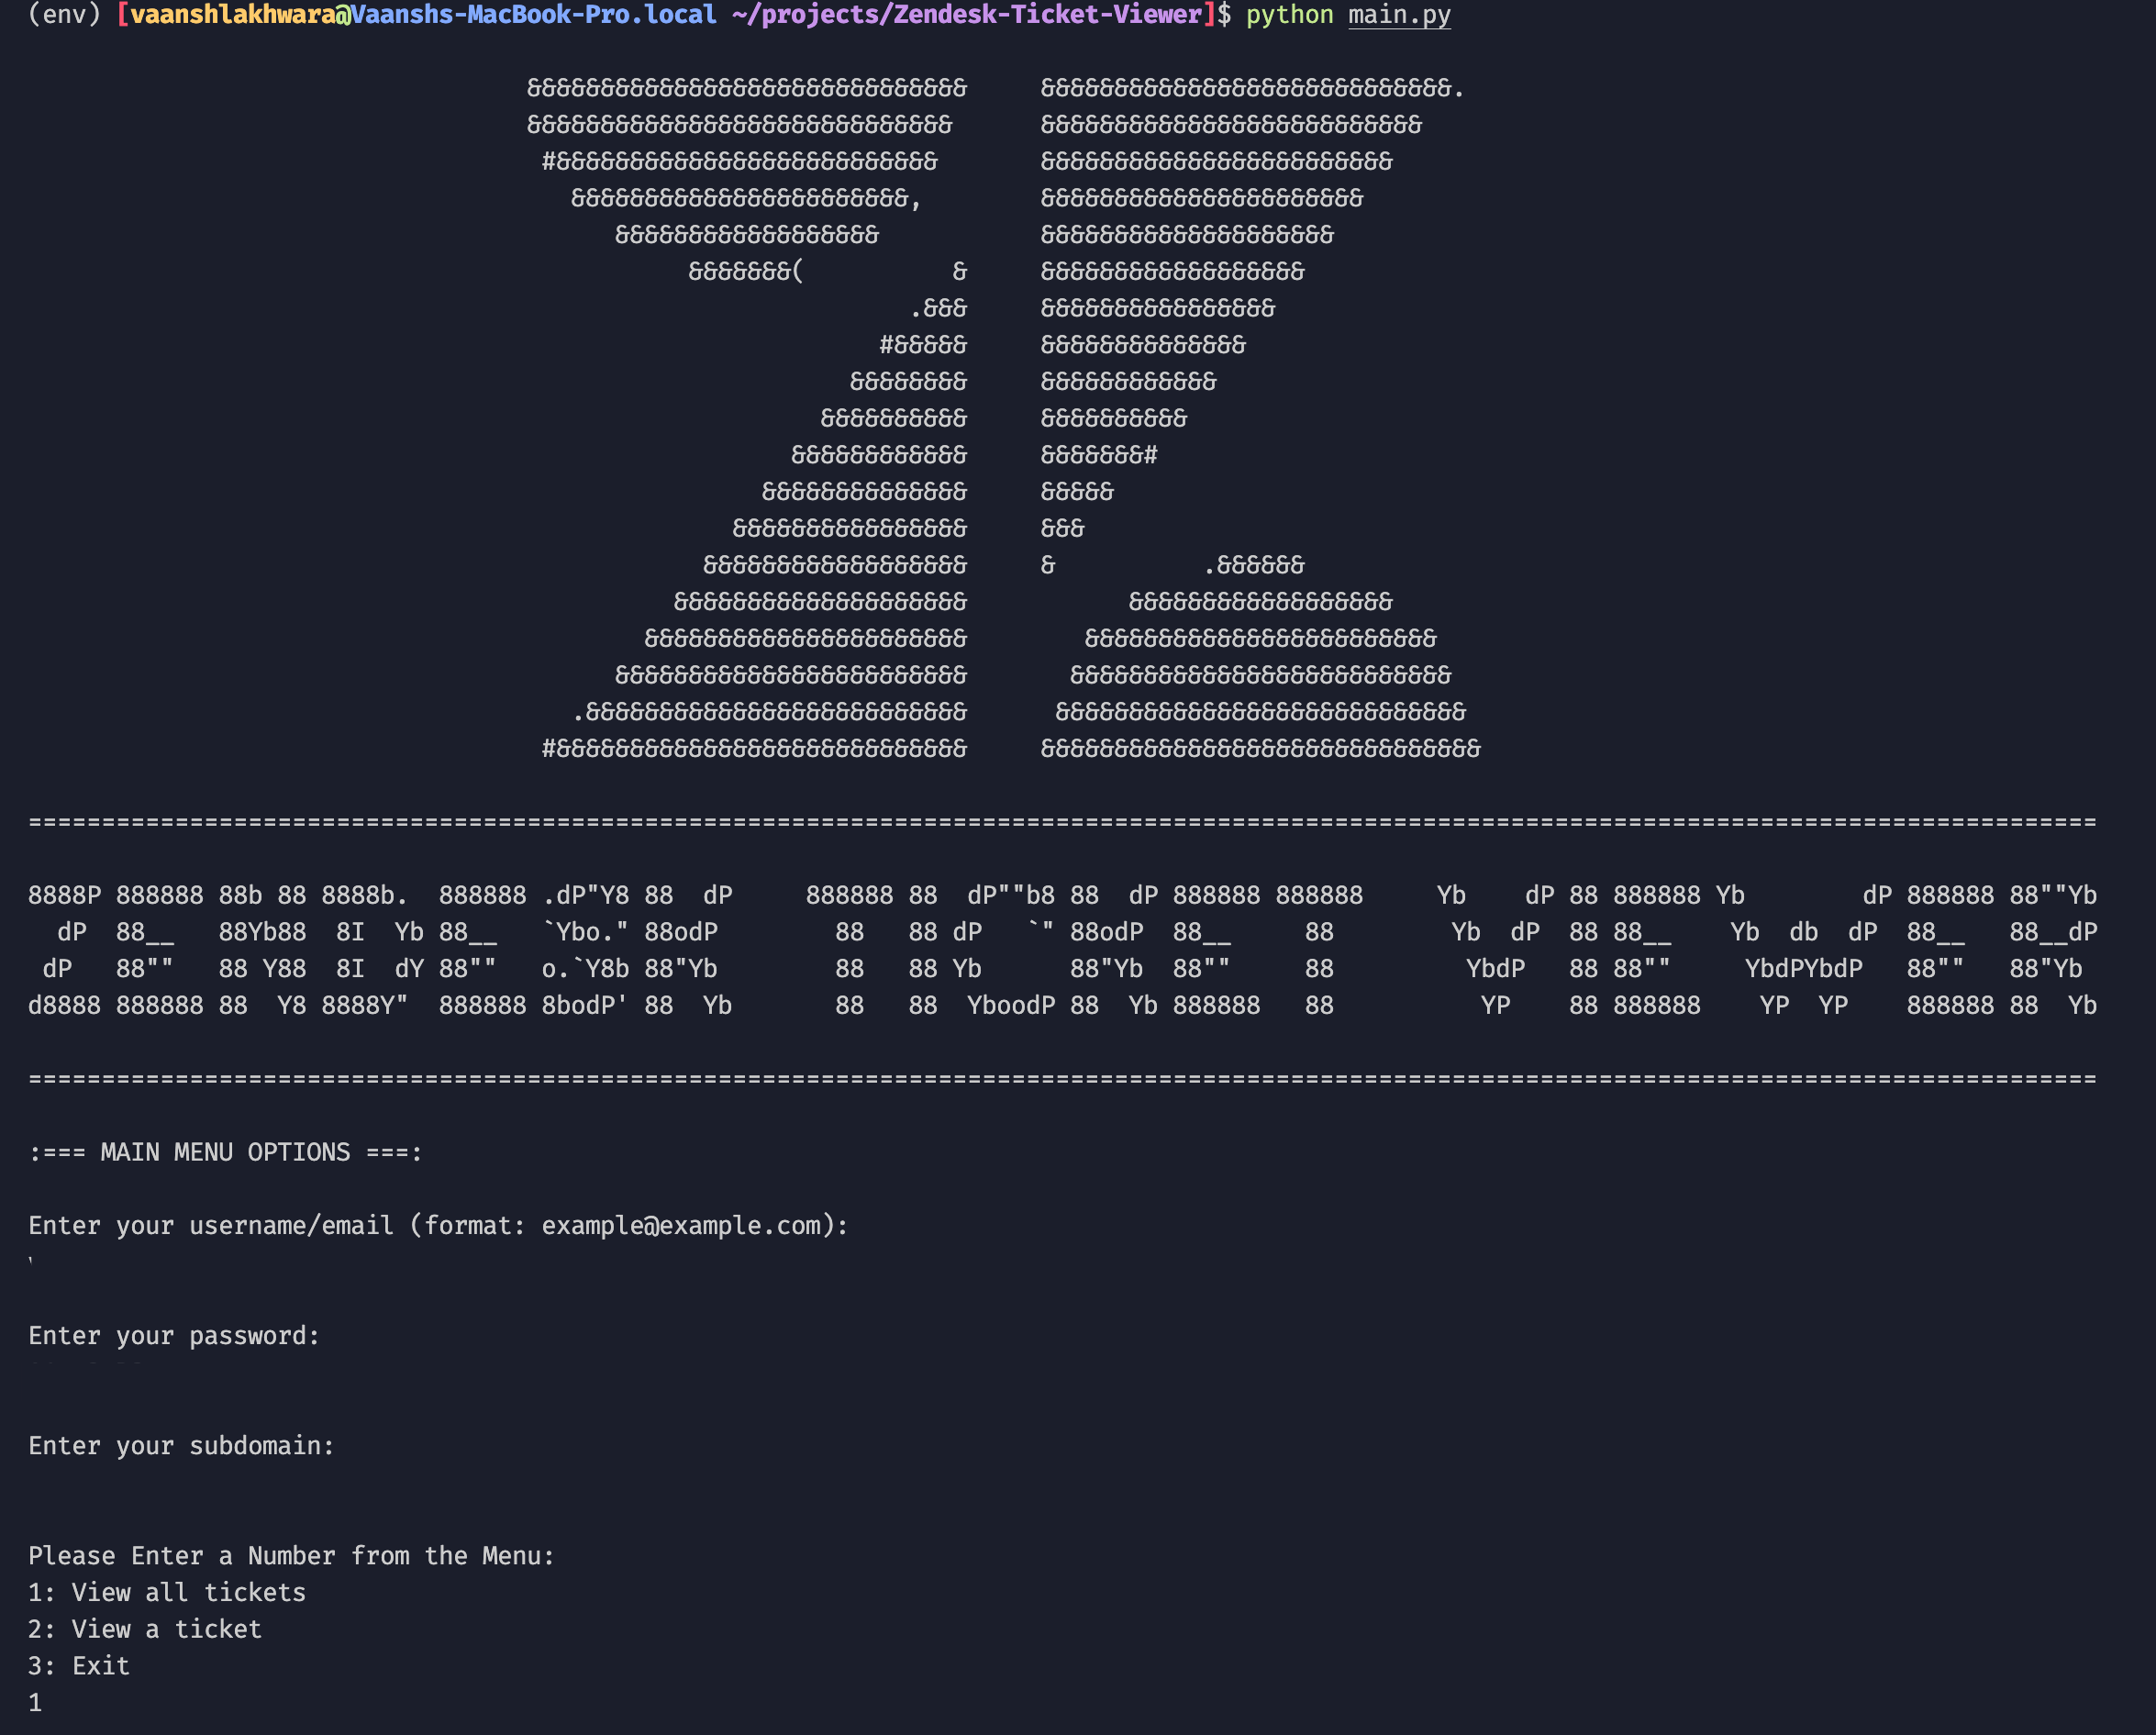 (env) [vaanshlakhwara@Vaanshs-MacBook-Pro.local ~/projects/Zendesk-Ticket-Viewer]$ python main.py
&&&&&&&&&&&&&&&&&&&&&&&&&&&&&&     &&&&&&&&&&&&&&&&&&&&&&&&&&&&.
&&&&&&&&&&&&&&&&&&&&&&&&&&&&&      &&&&&&&&&&&&&&&&&&&&&&&&&&
#&&&&&&&&&&&&&&&&&&&&&&&&&&       &&&&&&&&&&&&&&&&&&&&&&&&
&&&&&&&&&&&&&&&&&&&&&&&,        &&&&&&&&&&&&&&&&&&&&&&
&&&&&&&&&&&&&&&&&&           &&&&&&&&&&&&&&&&&&&&
&&&&&&&(          &     &&&&&&&&&&&&&&&&&&
.&&&     &&&&&&&&&&&&&&&&
#&&&&&     &&&&&&&&&&&&&&
&&&&&&&&     &&&&&&&&&&&&
&&&&&&&&&&     &&&&&&&&&&
&&&&&&&&&&&&     &&&&&&&#
&&&&&&&&&&&&&&     &&&&&
&&&&&&&&&&&&&&&&     &&&
&&&&&&&&&&&&&&&&&&     &          .&&&&&&
&&&&&&&&&&&&&&&&&&&&           &&&&&&&&&&&&&&&&&&
&&&&&&&&&&&&&&&&&&&&&&        &&&&&&&&&&&&&&&&&&&&&&&&
&&&&&&&&&&&&&&&&&&&&&&&&       &&&&&&&&&&&&&&&&&&&&&&&&&&
.&&&&&&&&&&&&&&&&&&&&&&&&&&      &&&&&&&&&&&&&&&&&&&&&&&&&&&&
#&&&&&&&&&&&&&&&&&&&&&&&&&&&&     &&&&&&&&&&&&&&&&&&&&&&&&&&&&&&
=============================================================================================================================================
8888P 888888 88b 88 8888b.  888888 .dP"Y8 88  dP     888888 88  dP""b8 88  dP 888888 888888     Yb    dP 88 888888 Yb        dP 888888 88""Yb
  dP  88__   88Yb88  8I  Yb 88__   `Ybo." 88odP        88   88 dP   `" 88odP  88__     88        Yb  dP  88 88__    Yb  db  dP  88__   88__dP
 dP   88""   88 Y88  8I  dY 88""   o.`Y8b 88"Yb        88   88 Yb      88"Yb  88""     88         YbdP   88 88""     YbdPYbdP   88""   88"Yb
d8888 888888 88  Y8 8888Y"  888888 8bodP' 88  Yb       88   88  YboodP 88  Yb 888888   88          YP    88 888888    YP  YP    888888 88  Yb
=============================================================================================================================================
:=== MAIN MENU OPTIONS ===:
Enter your username/email (format: example@example.com):
Enter your password:
Enter your subdomain:
Please Enter a Number from the Menu:
1: View all tickets
2: View a ticket
3: Exit
1